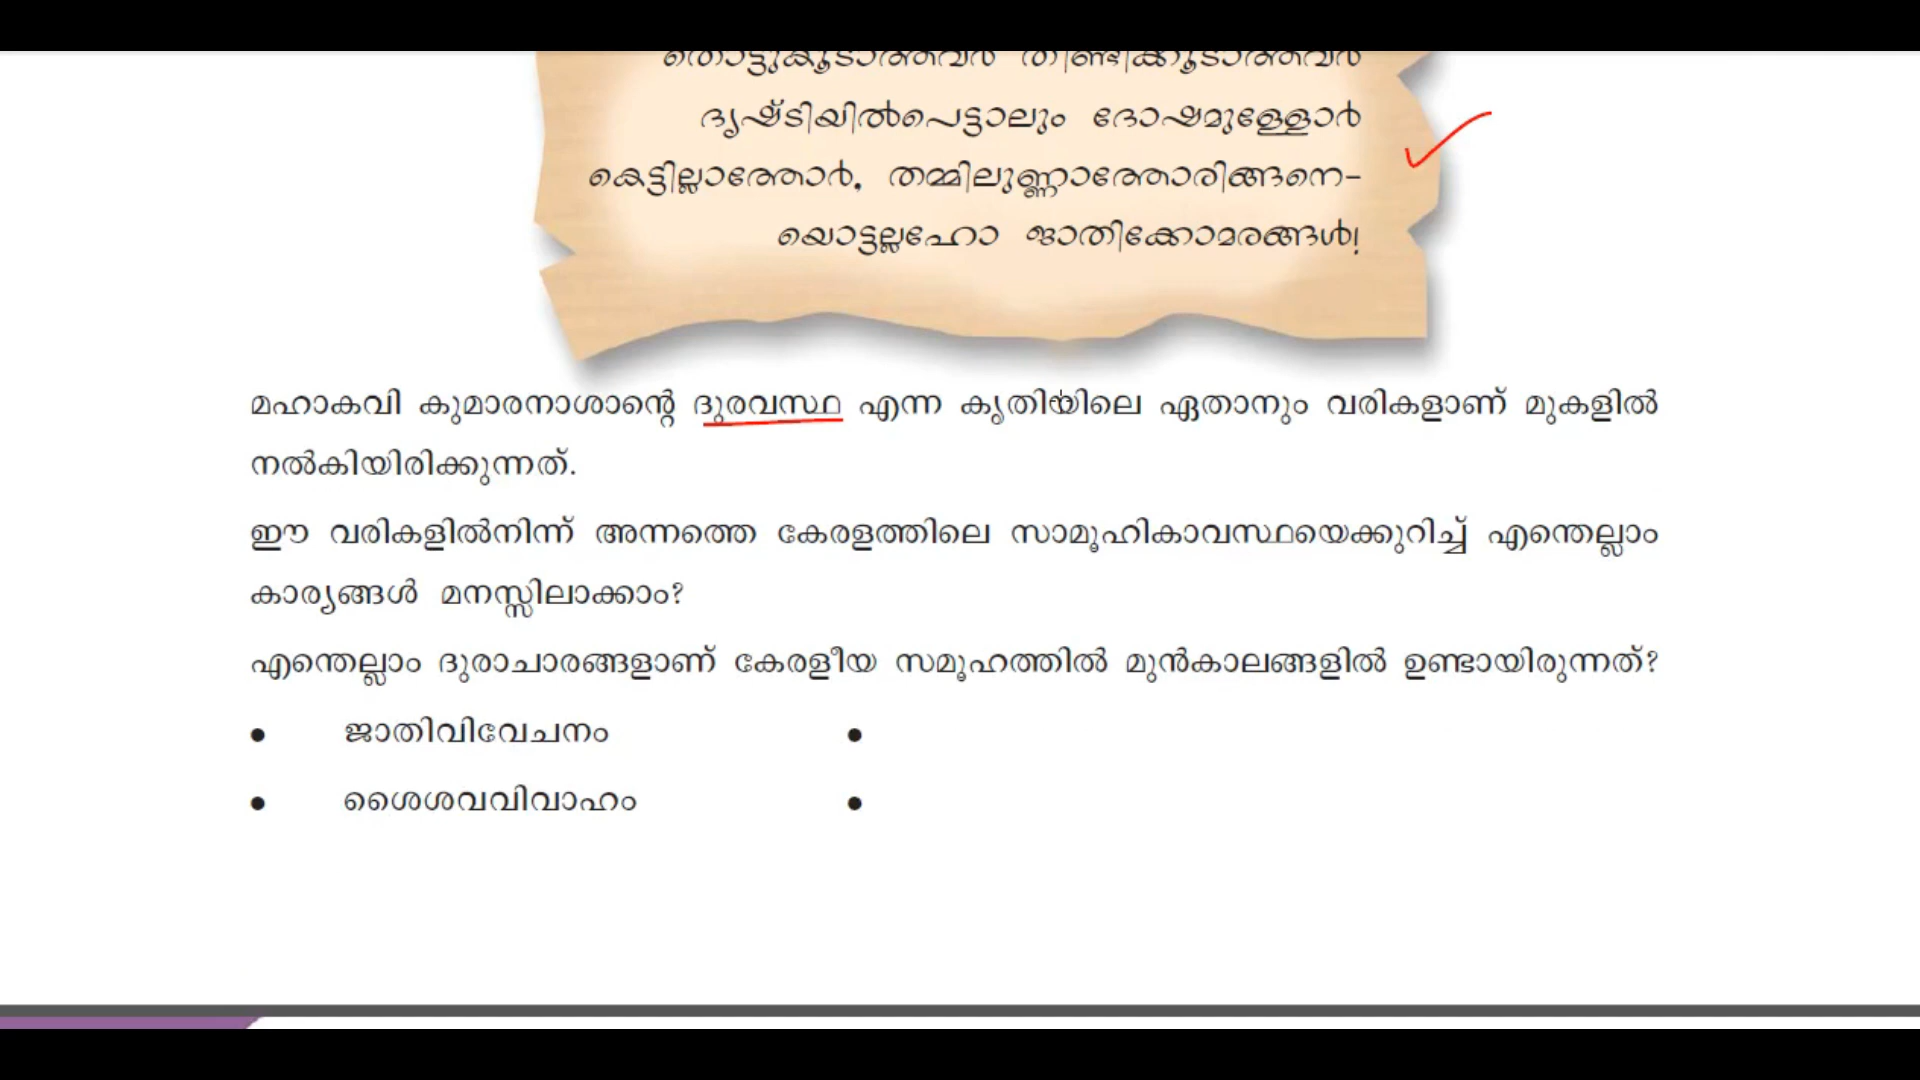 തൊട്ടുകൂടാത്തവർ തീണ്ടിക്കൂടാത്തവർ
ദൃഷ്ടിയിൽപെട്ടാലും ദോഷമുള്ളോർ
കെട്ടില്ലാത്തോർ, തമ്മിലുണ്ണാത്തോരിങ്ങനെ-
യൊട്ടല്ലഹോ ജാതിക്കോമരങ്ങൾ!
മഹാകവി കുമാരനാശാന്റെ ദുരവസ്ഥ എന്ന കൃതിയിലെ ഏതാനും വരികളാണ് മുകളിൽ
നൽകിയിരിക്കുന്നത്.
ഈ വരികളിൽനിന്ന് അന്നത്തെ കേരളത്തിലെ സാമൂഹികാവസ്ഥയെക്കുറിച്ച് എന്തെല്ലാം
കാര്യങ്ങൾ മനസ്സിലാക്കാം?
എന്തെല്ലാം ദുരാചാരങ്ങളാണ് കേരളീയ സമൂഹത്തിൽ മുൻകാലങ്ങളിൽ ഉണ്ടായിരുന്നത്?
• ജാതിവിവേചനം •
• ശൈശവവിവാഹം •